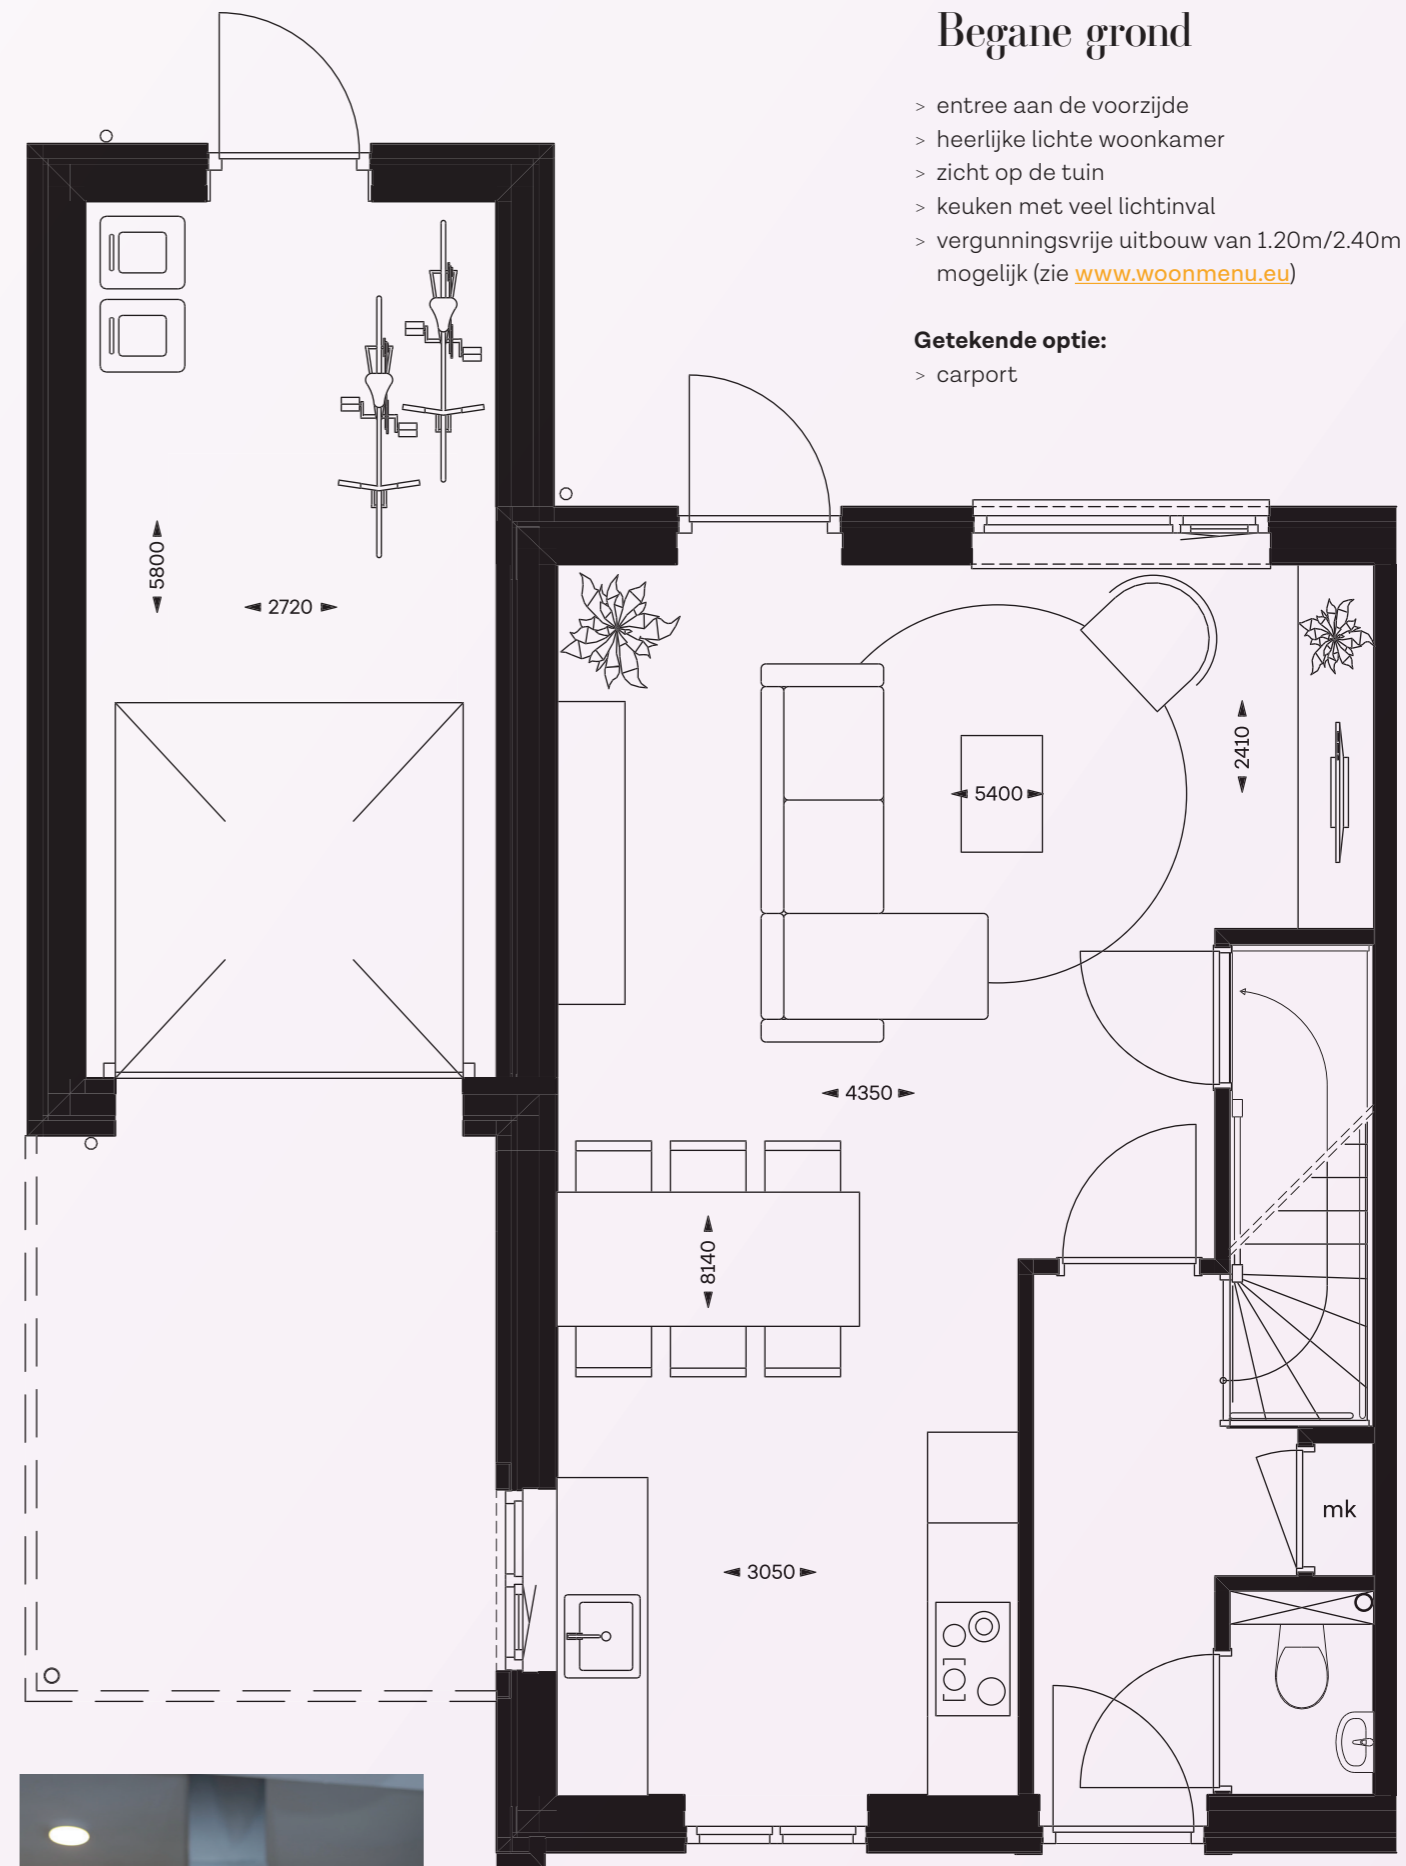 Begane grond
> entree aan de voorzijde
> heerlijke lichte woonkamer
> zicht op de tuin
> keuken met veel lichtinval
> vergunningsvrije uitbouw van 1.20m/2.40m
mogelijk (zie www.woonmenu.eu)
Getekende optie:
> carport
5800
2720
2410
5400
4350
8140
mk
3050